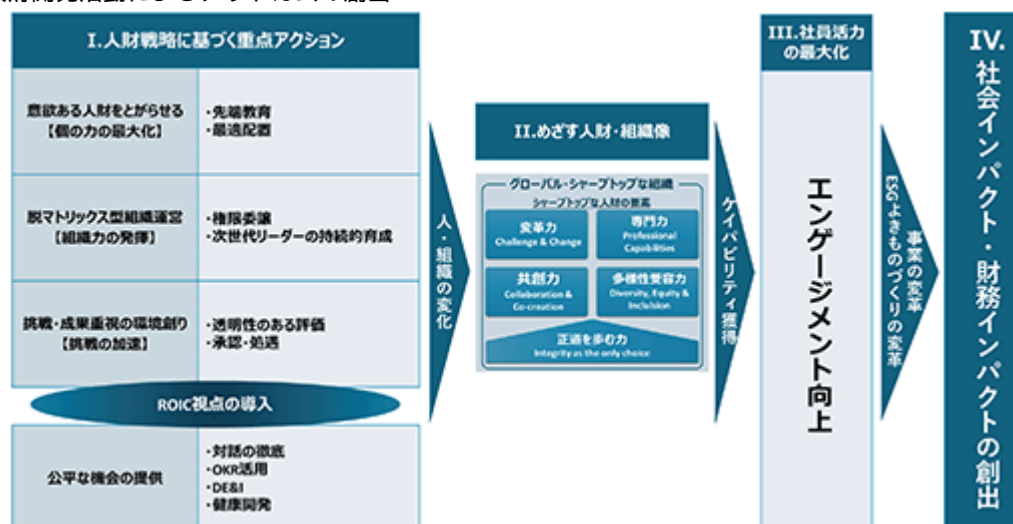 I.人財戦略に基づく重点アクション
意欲ある人財をとがらせる
【個の力の最大化】
・先端教育
・最適配置
脱マトリックス型組織運営
【組織力の発揮】
・権限委譲
・次世代リーダーの持続的育成
挑戦・成果重視の環境創り
【挑戦の加速】
・透明性のある評価
・承認・処遇
ROIC視点の導入
公平な機会の提供
・対話の徹底
・OKR活用
・DE&I
・健康開発
人・組織の変化
II.めざす人財・組織像
グローバル・シャープトップな組織
シャープトップな人財の要素
変革力
Challenge & Change
専門力
Professional
Capabilities
共創力
Collaboration &
Co-creation
多様性受容力
Diversity, Equity &
Inclusion
正道を歩む力
Integrity as the only choice
ケイパビリティ獲得
III.社員活力
の最大化
エンゲージメント向上
事業の変革
ESGよきものづくりの変革
IV.
社会インパクト・財務インパクトの創出